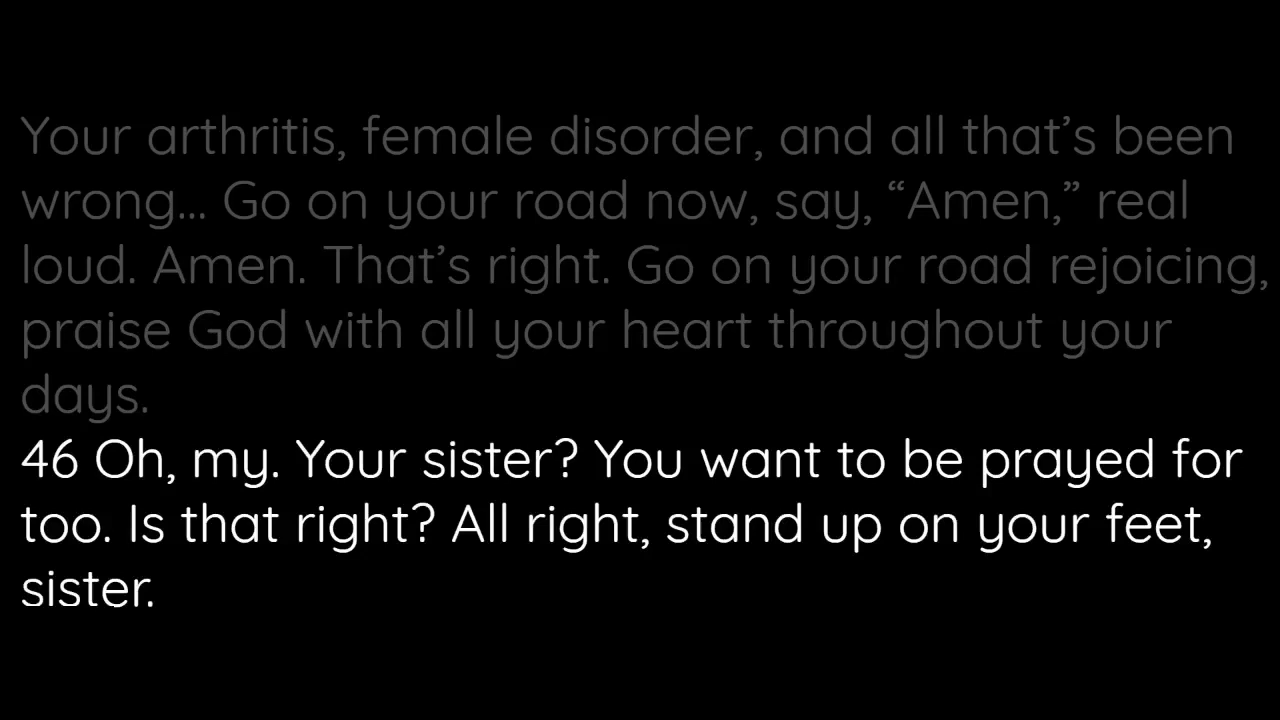 Your arthritis, female disorder, and all that’s been
wrong... Go on your road now, say, “Amen,” real
loud. Amen. That’s right. Go on your road rejoicing,
praise God with all your heart throughout your
days.
46 Oh, my. Your sister? You want to be prayed for
too. Is that right? All right, stand up on your feet,
sister.